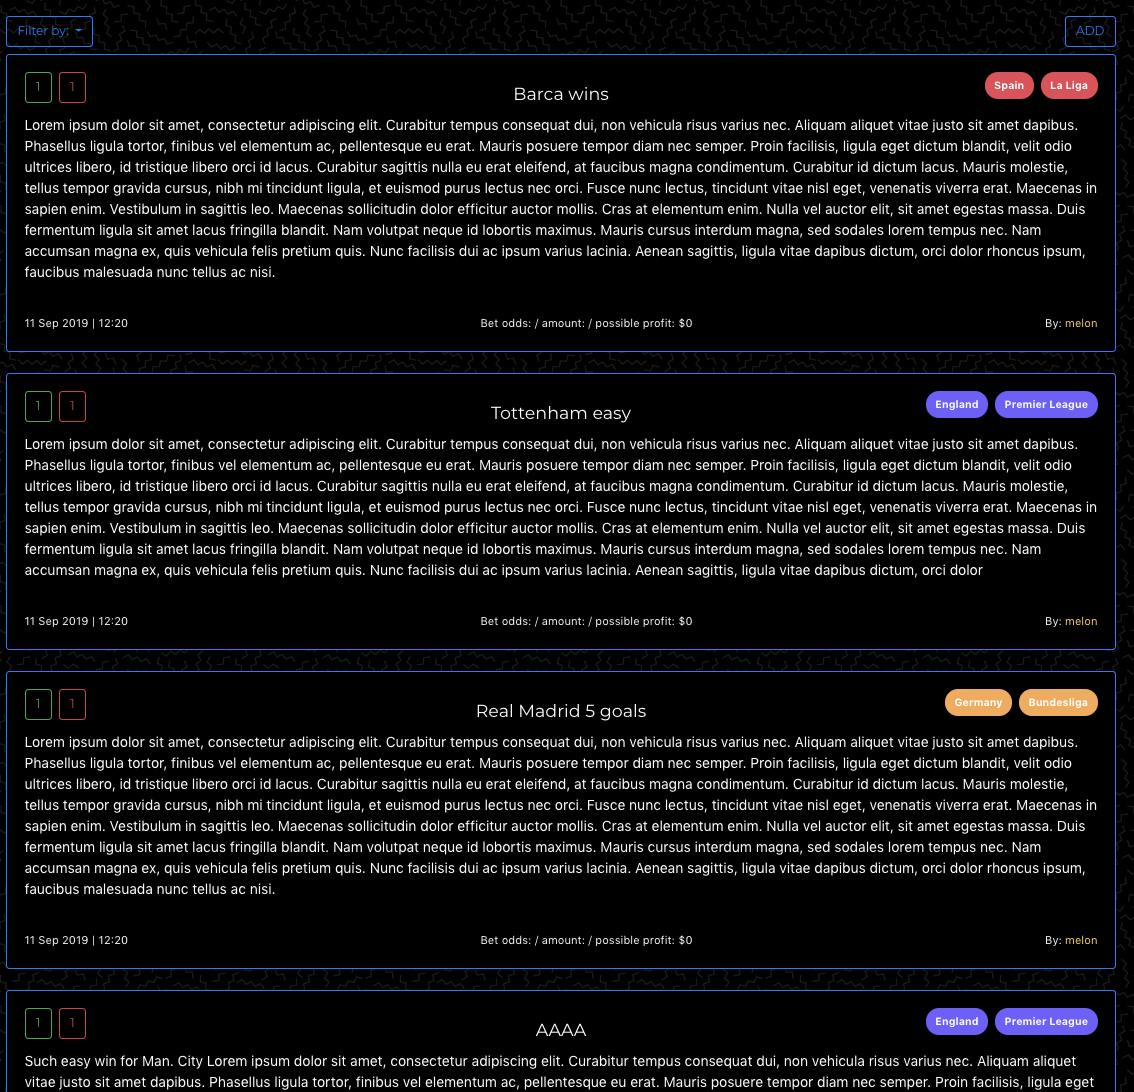 Filter by:
ADD
1
1
Barca wins
Spain
La Liga
Lorem ipsum dolor sit amet, consectetur adipiscing elit. Curabitur tempus consequat dui, non vehicula risus varius nec. Aliquam aliquet vitae justo sit amet dapibus.
Phasellus ligula tortor, finibus vel elementum ac, pellentesque eu erat. Mauris posuere tempor diam nec semper. Proin facilisis, ligula eget dictum blandit, velit odio
ultrices libero, id tristique libero orci id lacus. Curabitur sagittis nulla eu erat eleifend, at faucibus magna condimentum. Curabitur id dictum lacus. Mauris molestie,
tellus tempor gravida cursus, nibh mi tincidunt ligula, et euismod purus lectus nec orci. Fusce nunc lectus, tincidunt vitae nisl eget, venenatis viverra erat. Maecenas in
sapien enim. Vestibulum in sagittis leo. Maecenas sollicitudin dolor efficitur auctor mollis. Cras at elementum enim. Nulla vel auctor elit, sit amet egestas massa. Duis
fermentum ligula sit amet lacus fringilla blandit. Nam volutpat neque id lobortis maximus. Mauris cursus interdum magna, sed sodales lorem tempus nec. Nam
accumsan magna ex, quis vehicula felis pretium quis. Nunc facilisis dui ac ipsum varius lacinia. Aenean sagittis, ligula vitae dapibus dictum, orci dolor rhoncus ipsum,
faucibus malesuada nunc tellus ac nisi.
11 Sep 2019 | 12:20
Bet odds: / amount: / possible profit: $0
By: melon
1
1
Tottenham easy
England
Premier League
Lorem ipsum dolor sit amet, consectetur adipiscing elit. Curabitur tempus consequat dui, non vehicula risus varius nec. Aliquam aliquet vitae justo sit amet dapibus.
Phasellus ligula tortor, finibus vel elementum ac, pellentesque eu erat. Mauris posuere tempor diam nec semper. Proin facilisis, ligula eget dictum blandit, velit odio
ultrices libero, id tristique libero orci id lacus. Curabitur sagittis nulla eu erat eleifend, at faucibus magna condimentum. Curabitur id dictum lacus. Mauris molestie,
tellus tempor gravida cursus, nibh mi tincidunt ligula, et euismod purus lectus nec orci. Fusce nunc lectus, tincidunt vitae nisl eget, venenatis viverra erat. Maecenas in
sapien enim. Vestibulum in sagittis leo. Maecenas sollicitudin dolor efficitur auctor mollis. Cras at elementum enim. Nulla vel auctor elit, sit amet egestas massa. Duis
fermentum ligula sit amet lacus fringilla blandit. Nam volutpat neque id lobortis maximus. Mauris cursus interdum magna, sed sodales lorem tempus nec. Nam
accumsan magna ex, quis vehicula felis pretium quis. Nunc facilisis dui ac ipsum varius lacinia. Aenean sagittis, ligula vitae dapibus dictum, orci dolor
11 Sep 2019 | 12:20
Bet odds: / amount: / possible profit: $0
By: melon
1
1
Real Madrid 5 goals
Germany
Bundesliga
Lorem ipsum dolor sit amet, consectetur adipiscing elit. Curabitur tempus consequat dui, non vehicula risus varius nec. Aliquam aliquet vitae justo sit amet dapibus.
Phasellus ligula tortor, finibus vel elementum ac, pellentesque eu erat. Mauris posuere tempor diam nec semper. Proin facilisis, ligula eget dictum blandit, velit odio
ultrices libero, id tristique libero orci id lacus. Curabitur sagittis nulla eu erat eleifend, at faucibus magna condimentum. Curabitur id dictum lacus. Mauris molestie,
tellus tempor gravida cursus, nibh mi tincidunt ligula, et euismod purus lectus nec orci. Fusce nunc lectus, tincidunt vitae nisl eget, venenatis viverra erat. Maecenas in
sapien enim. Vestibulum in sagittis leo. Maecenas sollicitudin dolor efficitur auctor mollis. Cras at elementum enim. Nulla vel auctor elit, sit amet egestas massa. Duis
fermentum ligula sit amet lacus fringilla blandit. Nam volutpat neque id lobortis maximus. Mauris cursus interdum magna, sed sodales lorem tempus nec. Nam
accumsan magna ex, quis vehicula felis pretium quis. Nunc facilisis dui ac ipsum varius lacinia. Aenean sagittis, ligula vitae dapibus dictum, orci dolor rhoncus ipsum,
faucibus malesuada nunc tellus ac nisi.
11 Sep 2019 | 12:20
Bet odds: / amount: / possible profit: $0
By: melon
1
1
AAAA
England
Premier League
Such easy win for Man. City Lorem ipsum dolor sit amet, consectetur adipiscing elit. Curabitur tempus consequat dui, non vehicula risus varius nec. Aliquam aliquet
vitae justo sit amet dapibus. Phasellus ligula tortor, finibus vel elementum ac, pellentesque eu erat. Mauris posuere tempor diam nec semper. Proin facilisis, ligula eget